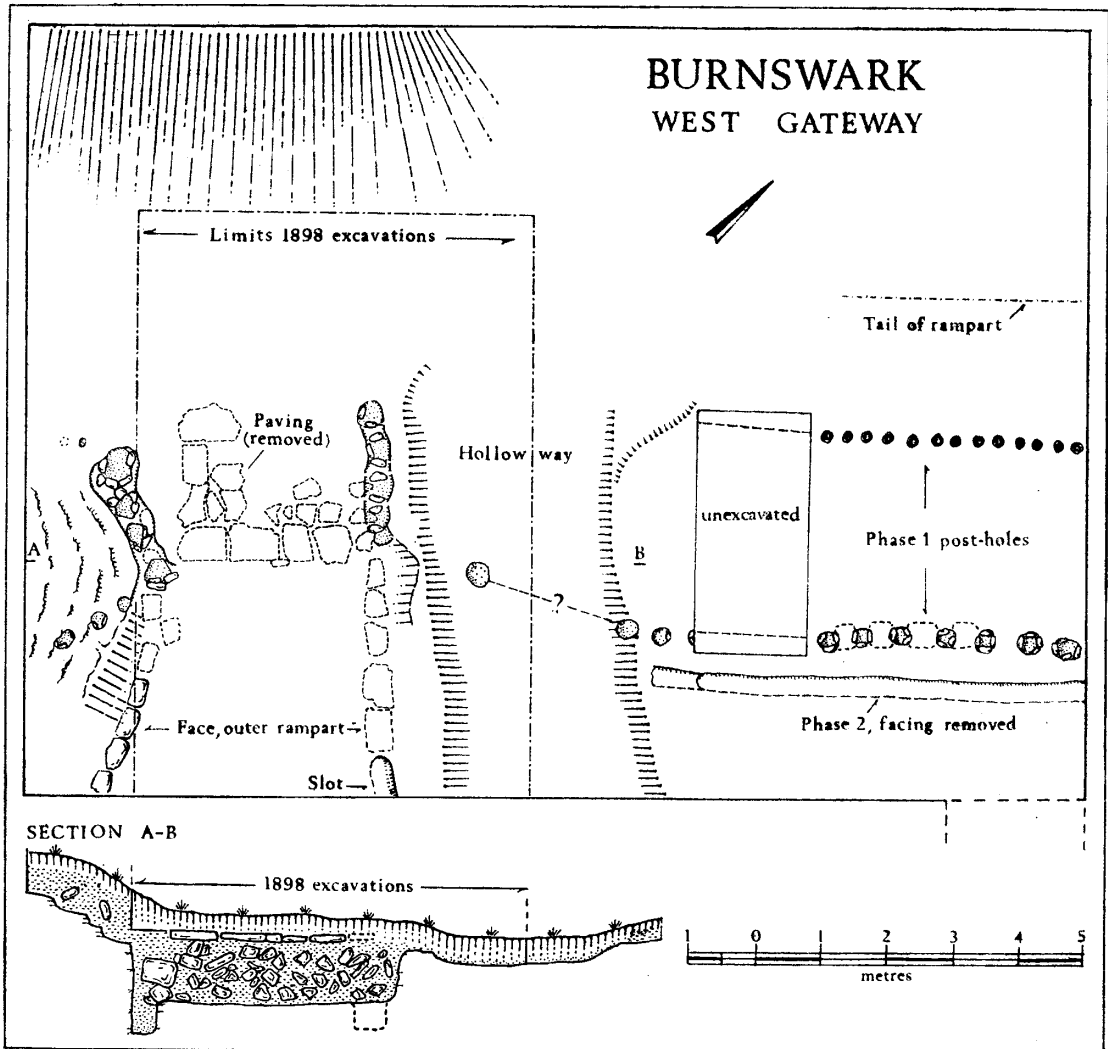 BURNSWARK
WEST GATEWAY
Limits 1898 excavations
Tail of rampart
Paving
(removed)
Hollow way
unexcavated
Phase 1 post-holes
A
B
?
Face, outer rampart
Phase 2, facing removed
Slot
SECTION A-B
1898 excavations
1 0 1 2 3 4 5
metres